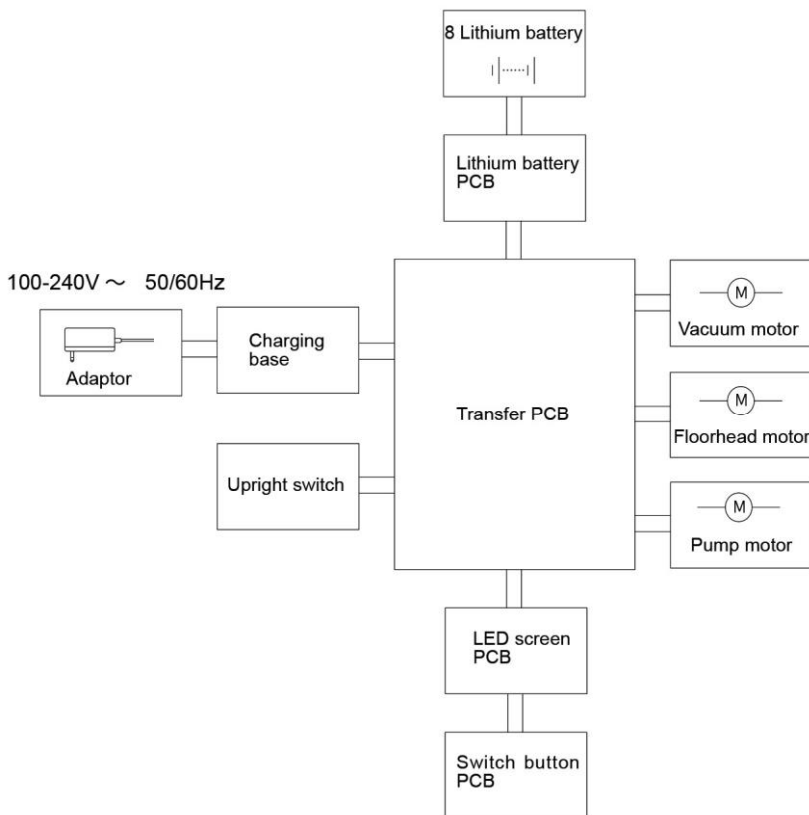 8 Lithium battery
Lithium battery
PCB
100-240V ～ 50/60Hz
Adaptor
Charging
base
Upright switch
Transfer PCB
M
Vacuum motor
M
Floorhead motor
M
Pump motor
LED screen
PCB
Switch button
PCB